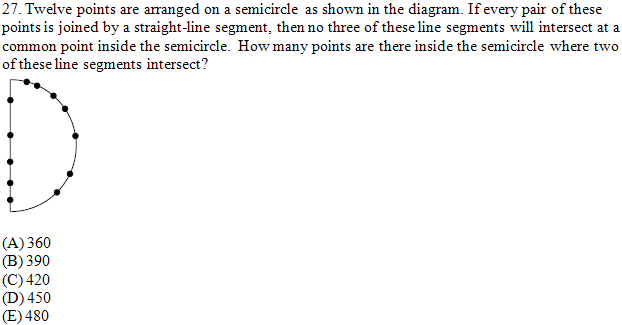 27. Twelve points are arranged on a semicircle as shown in the diagram. If every pair of these
points is joined by a straight-line segment, then no three of these line segments will intersect at a
common point inside the semicircle. How many points are there inside the semicircle where two
of these line segments intersect?
(A) 360
(B) 390
(C) 420
(D) 450
(E) 480